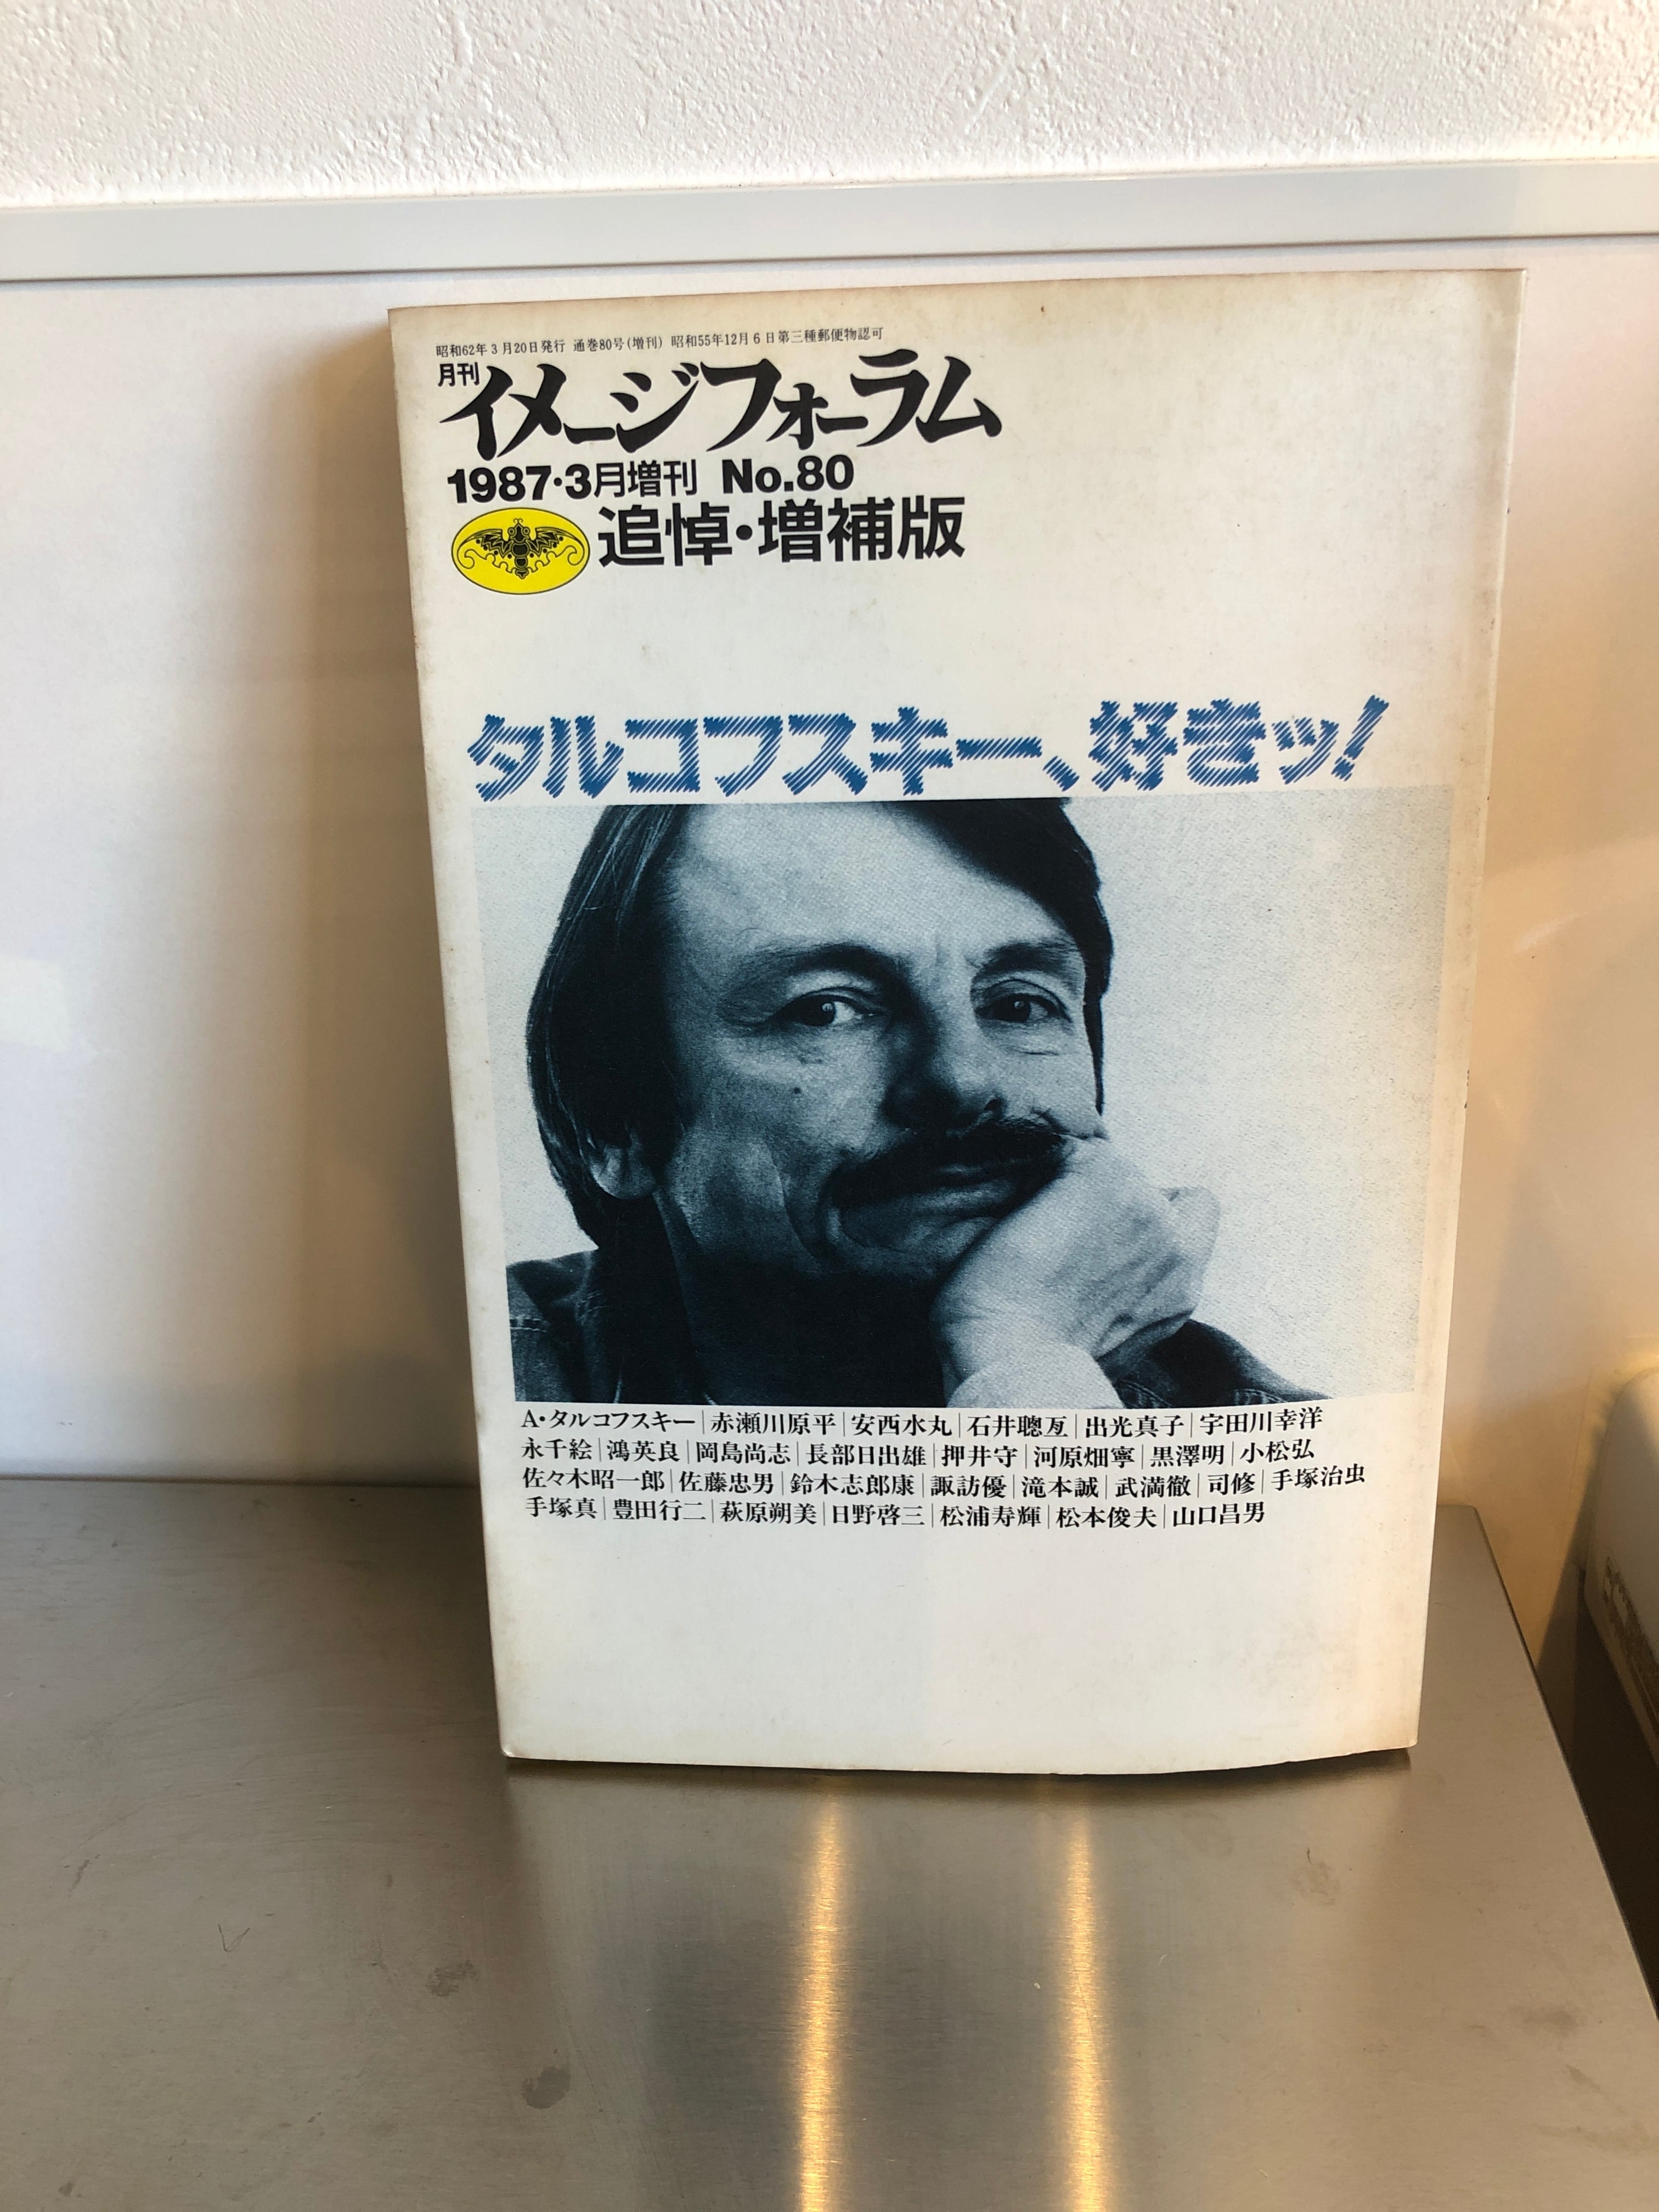 昭和62年3月20日発行 通巻80号(増刊) 昭和55年12月6日第三種郵便物認可
月刊イメージフォーラム
1987・3月増刊 No.80
追悼・増補版
タルコフスキー、好きッ!
A・タルコフスキー|赤瀬川原平|安西水丸|石井聰亙|出光真子|宇田川幸洋
永千絵|鴻英良|岡島尚志|長部日出雄|押井守|河原畑寧|黒澤明|小松弘
佐々木昭一郎|佐藤忠男|鈴木志郎康|諏訪優|滝本誠|武満徹|司修|手塚治虫
手塚真|豊田行二|萩原朔美|日野啓三|松浦寿輝|松本俊夫|山口昌男